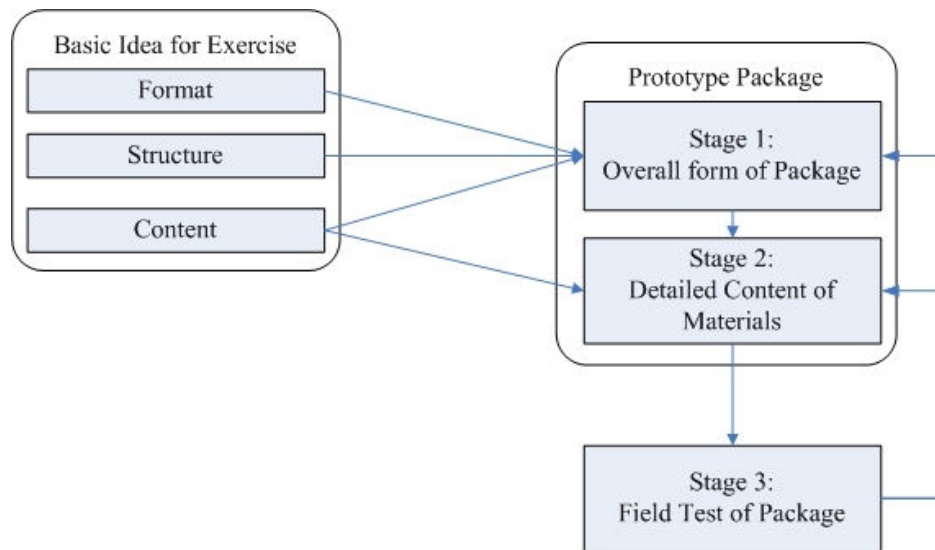 Basic Idea for Exercise
Format
Structure
Content
Prototype Package
Stage 1:
Overall form of Package
Stage 2:
Detailed Content of
Materials
Stage 3:
Field Test of Package